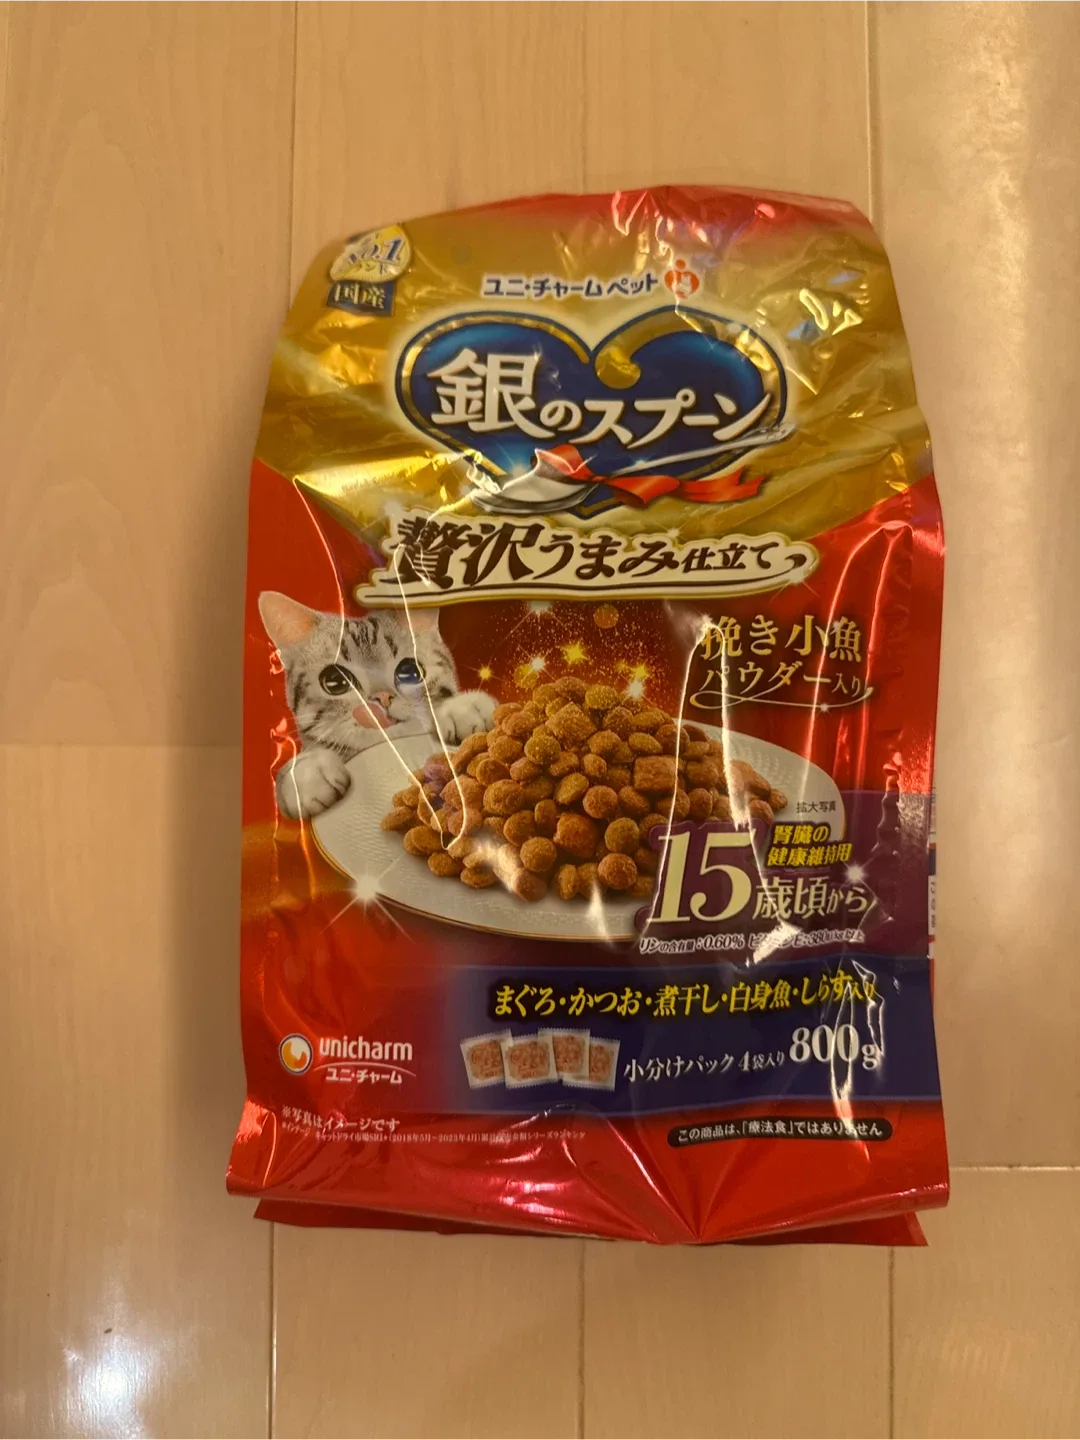 No.1
ブランド
国産
ユニ・チャーム ペット
銀のスプーン
贅沢うまみ仕立て
挽き小魚
パウダー入り
拡大写真
腎臓の
健康維持用
15歳頃から
リンの含有量:0.60%
まぐろ・かつお・煮干し・白身魚・しらす入り
小分けパック 4袋入り 800g
unicharm
ユニ・チャーム
※写真はイメージです
この商品は、「療法食」ではありません